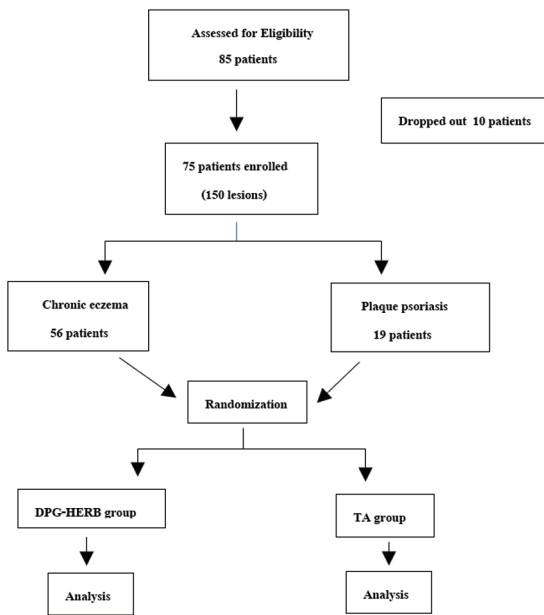 Assessed for Eligibility
85 patients
Dropped out 10 patients
75 patients enrolled
(150 lesions)
Chronic eczema
56 patients
Plaque psoriasis
19 patients
Randomization
DPG-HERB group
TA group
Analysis
Analysis